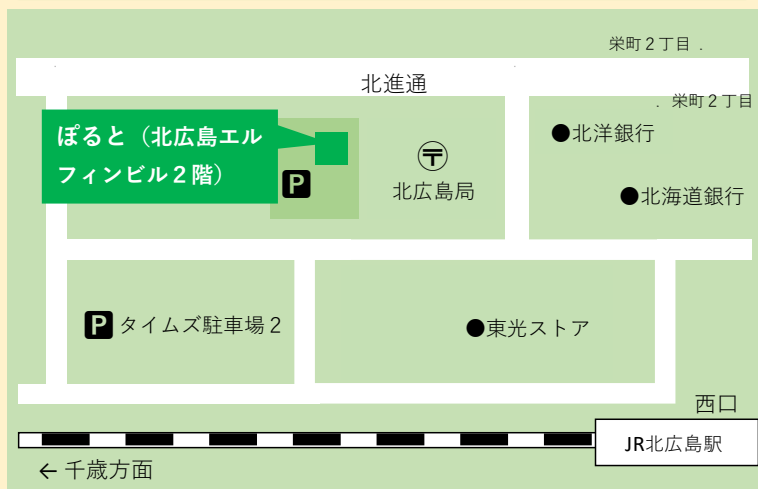 栄町２丁目 .
北進通
. 栄町２丁目
ぽると（北広島エル
フィンビル２階）
●北洋銀行
〒
P
北広島局
●北海道銀行
P タイムズ駐車場２
●東光ストア
西口
JR北広島駅
← 千歳方面